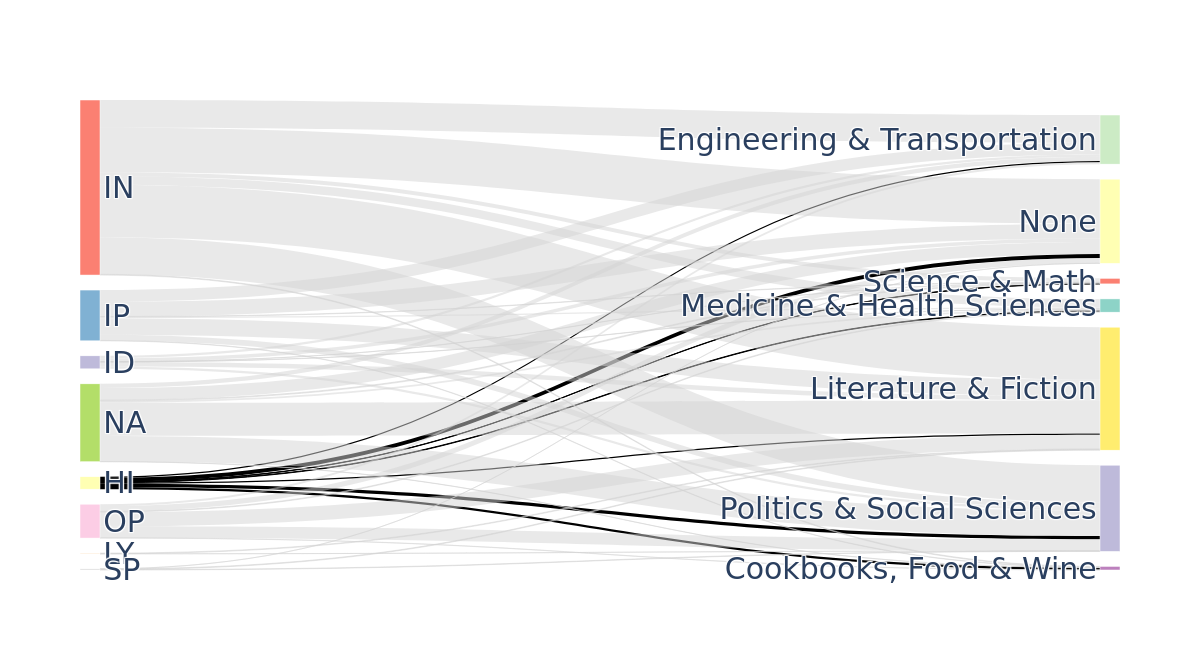 IN
IP
ID
NA
HI
OP
LY
SP
Engineering & Transportation
None
Science & Math
Medicine & Health Sciences
Literature & Fiction
Politics & Social Sciences
Cookbooks, Food & Wine